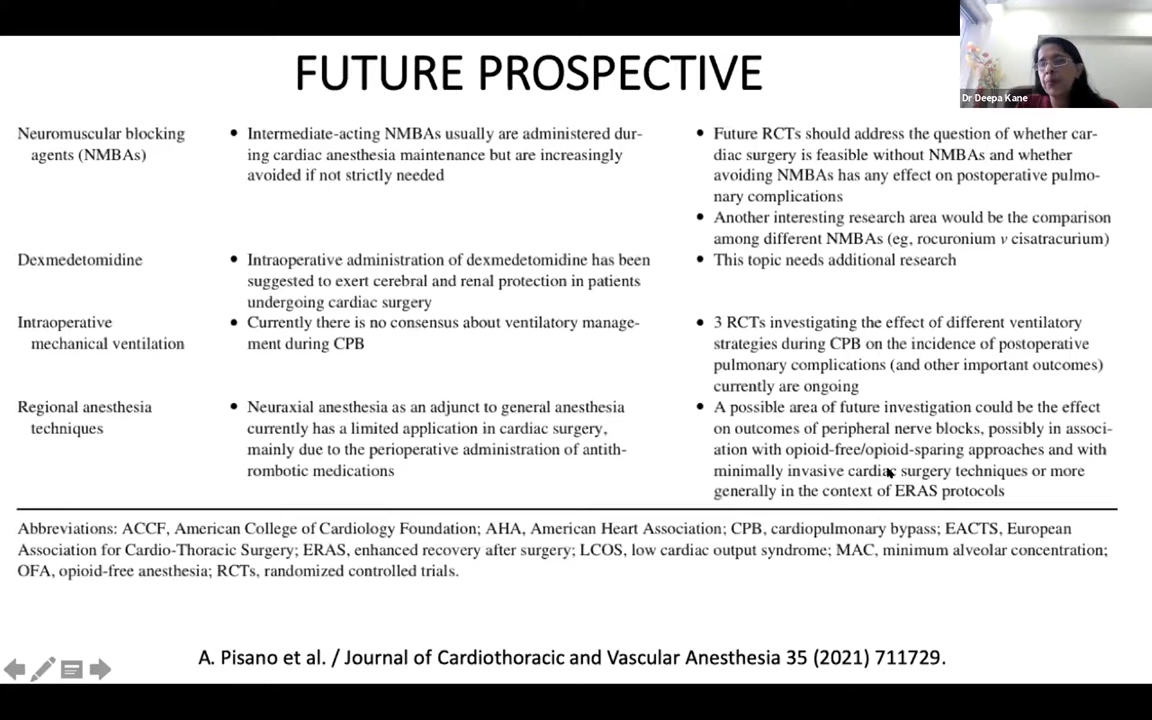 FUTURE PROSPECTIVE
Dr Deepa Kane
Neuromuscular blocking
agents (NMBAs)
• Intermediate-acting NMBAs usually are administered dur-
ing cardiac anesthesia maintenance but are increasingly
avoided if not strictly needed
• Future RCTs should address the question of whether car-
diac surgery is feasible without NMBAs and whether
avoiding NMBAs has any effect on postoperative pulmo-
nary complications
• Another interesting research area would be the comparison
among different NMBAs (eg, rocuronium v cisatracurium)
Dexmedetomidine
• Intraoperative administration of dexmedetomidine has been
suggested to exert cerebral and renal protection in patients
undergoing cardiac surgery
• This topic needs additional research
Intraoperative
mechanical ventilation
• Currently there is no consensus about ventilatory manage-
ment during CPB
• 3 RCTs investigating the effect of different ventilatory
strategies during CPB on the incidence of postoperative
pulmonary complications (and other important outcomes)
currently are ongoing
Regional anesthesia
techniques
• Neuraxial anesthesia as an adjunct to general anesthesia
currently has a limited application in cardiac surgery,
mainly due to the perioperative administration of antith-
rombotic medications
• A possible area of future investigation could be the effect
on outcomes of peripheral nerve blocks, possibly in associ-
ation with opioid-free/opioid-sparing approaches and with
minimally invasive cardiac surgery techniques or more
generally in the context of ERAS protocols
Abbreviations: ACCF, American College of Cardiology Foundation; AHA, American Heart Association; CPB, cardiopulmonary bypass; EACTS, European
Association for Cardio-Thoracic Surgery; ERAS, enhanced recovery after surgery; LCOS, low cardiac output syndrome; MAC, minimum alveolar concentration;
OFA, opioid-free anesthesia; RCTs, randomized controlled trials.
A. Pisano et al. / Journal of Cardiothoracic and Vascular Anesthesia 35 (2021) 711729.